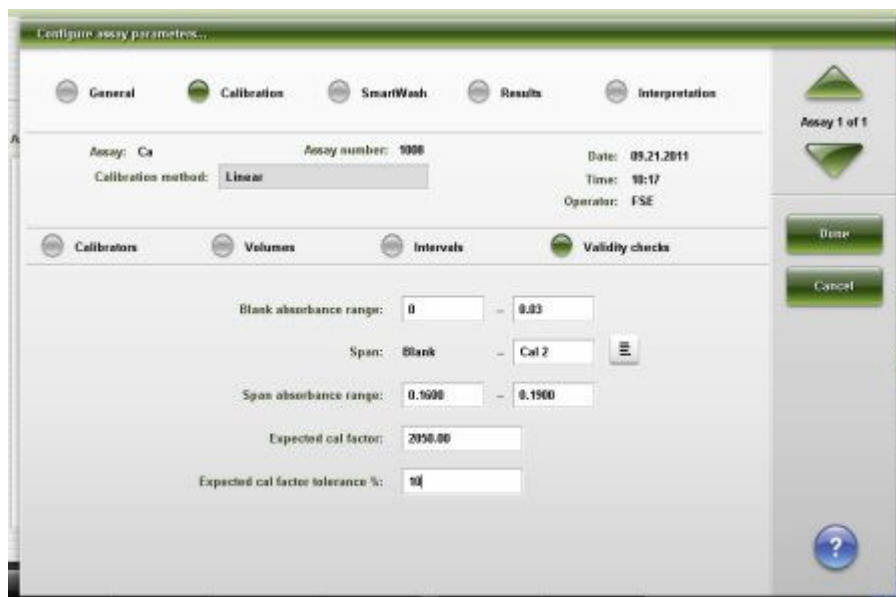 Configure assay parameters...
General Calibration SmartWash Results Interpretation
Assay 1 of 1
Assay: Ca Assay number: 1008 Date: 09.21.2011
Calibration method: Linear Time: 10:17
Operator: FSE
Calibrators Volumes Intervals Validity checks
Done
Cancel
Blank absorbance range: 0 – 0.03
Span: Blank – Cal 2
Span absorbance range: 0.1600 – 0.1900
Expected cal factor: 2050.00
Expected cal factor tolerance %: 10
?